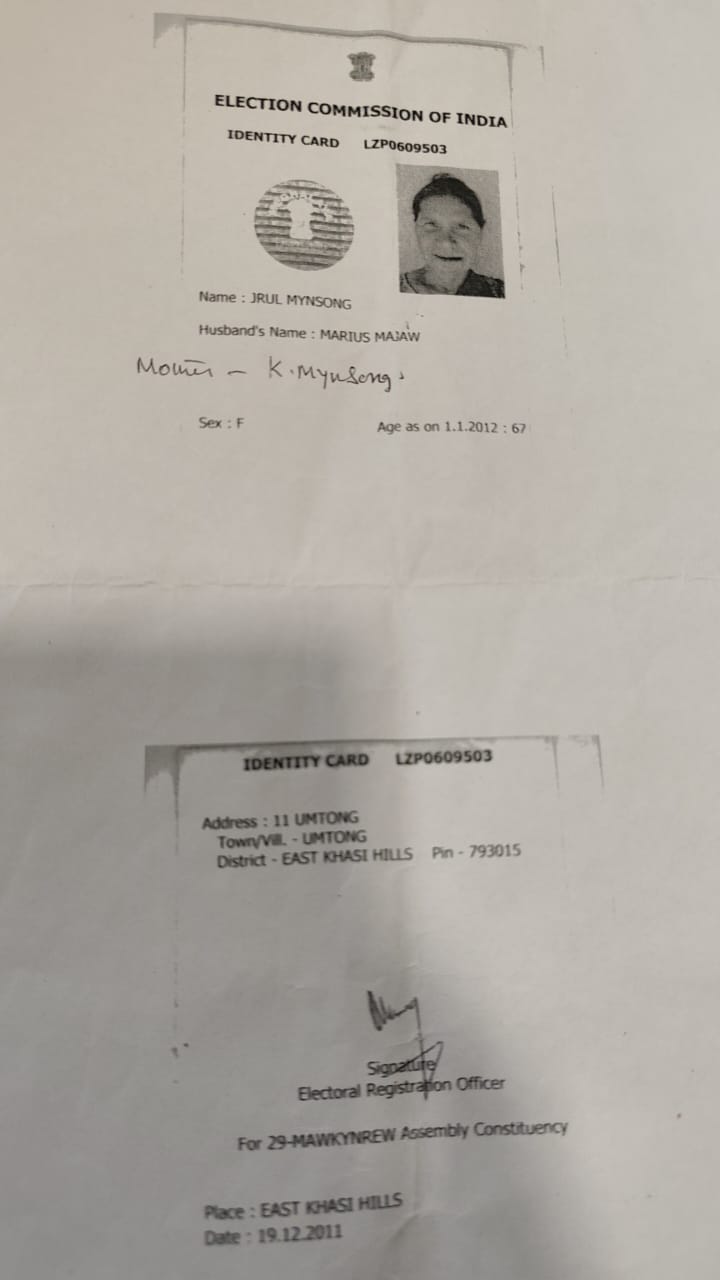 ELECTION COMMISSION OF INDIA
IDENTITY CARD LZP0609503
Name : JRUL MYNSONG
Husband's Name : MARIUS MAJAW
K. Mynsong
Sex : F Age as on 1.1.2012 : 67
IDENTITY CARD LZP0609503
Address : 11 UMTONG
Town/Vill. - UMTONG
District - EAST KHASI HILLS Pin - 793015
Signature
Electoral Registration Officer
For 29-MAWKYNREW Assembly Constituency
Place : EAST KHASI HILLS
Date : 19.12.2011